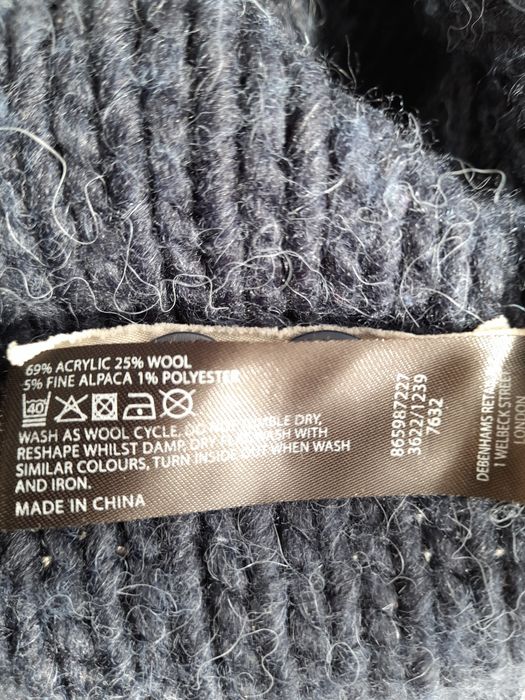 69% ACRYLIC 25% WOOL
5% FINE ALPACA 1% POLYESTER
40
WASH AS WOOL CYCLE, DO NOT TUMBLE DRY,
RESHAPE WHILST DAMP, DRY FLAT, WASH WITH
SIMILAR COLOURS, TURN INSIDE OUT WHEN WASH
AND IRON.
MADE IN CHINA
865987227
3622/1239
7632
DEBENHAMS RETAIL
1 WELBECK STREET
LONDON